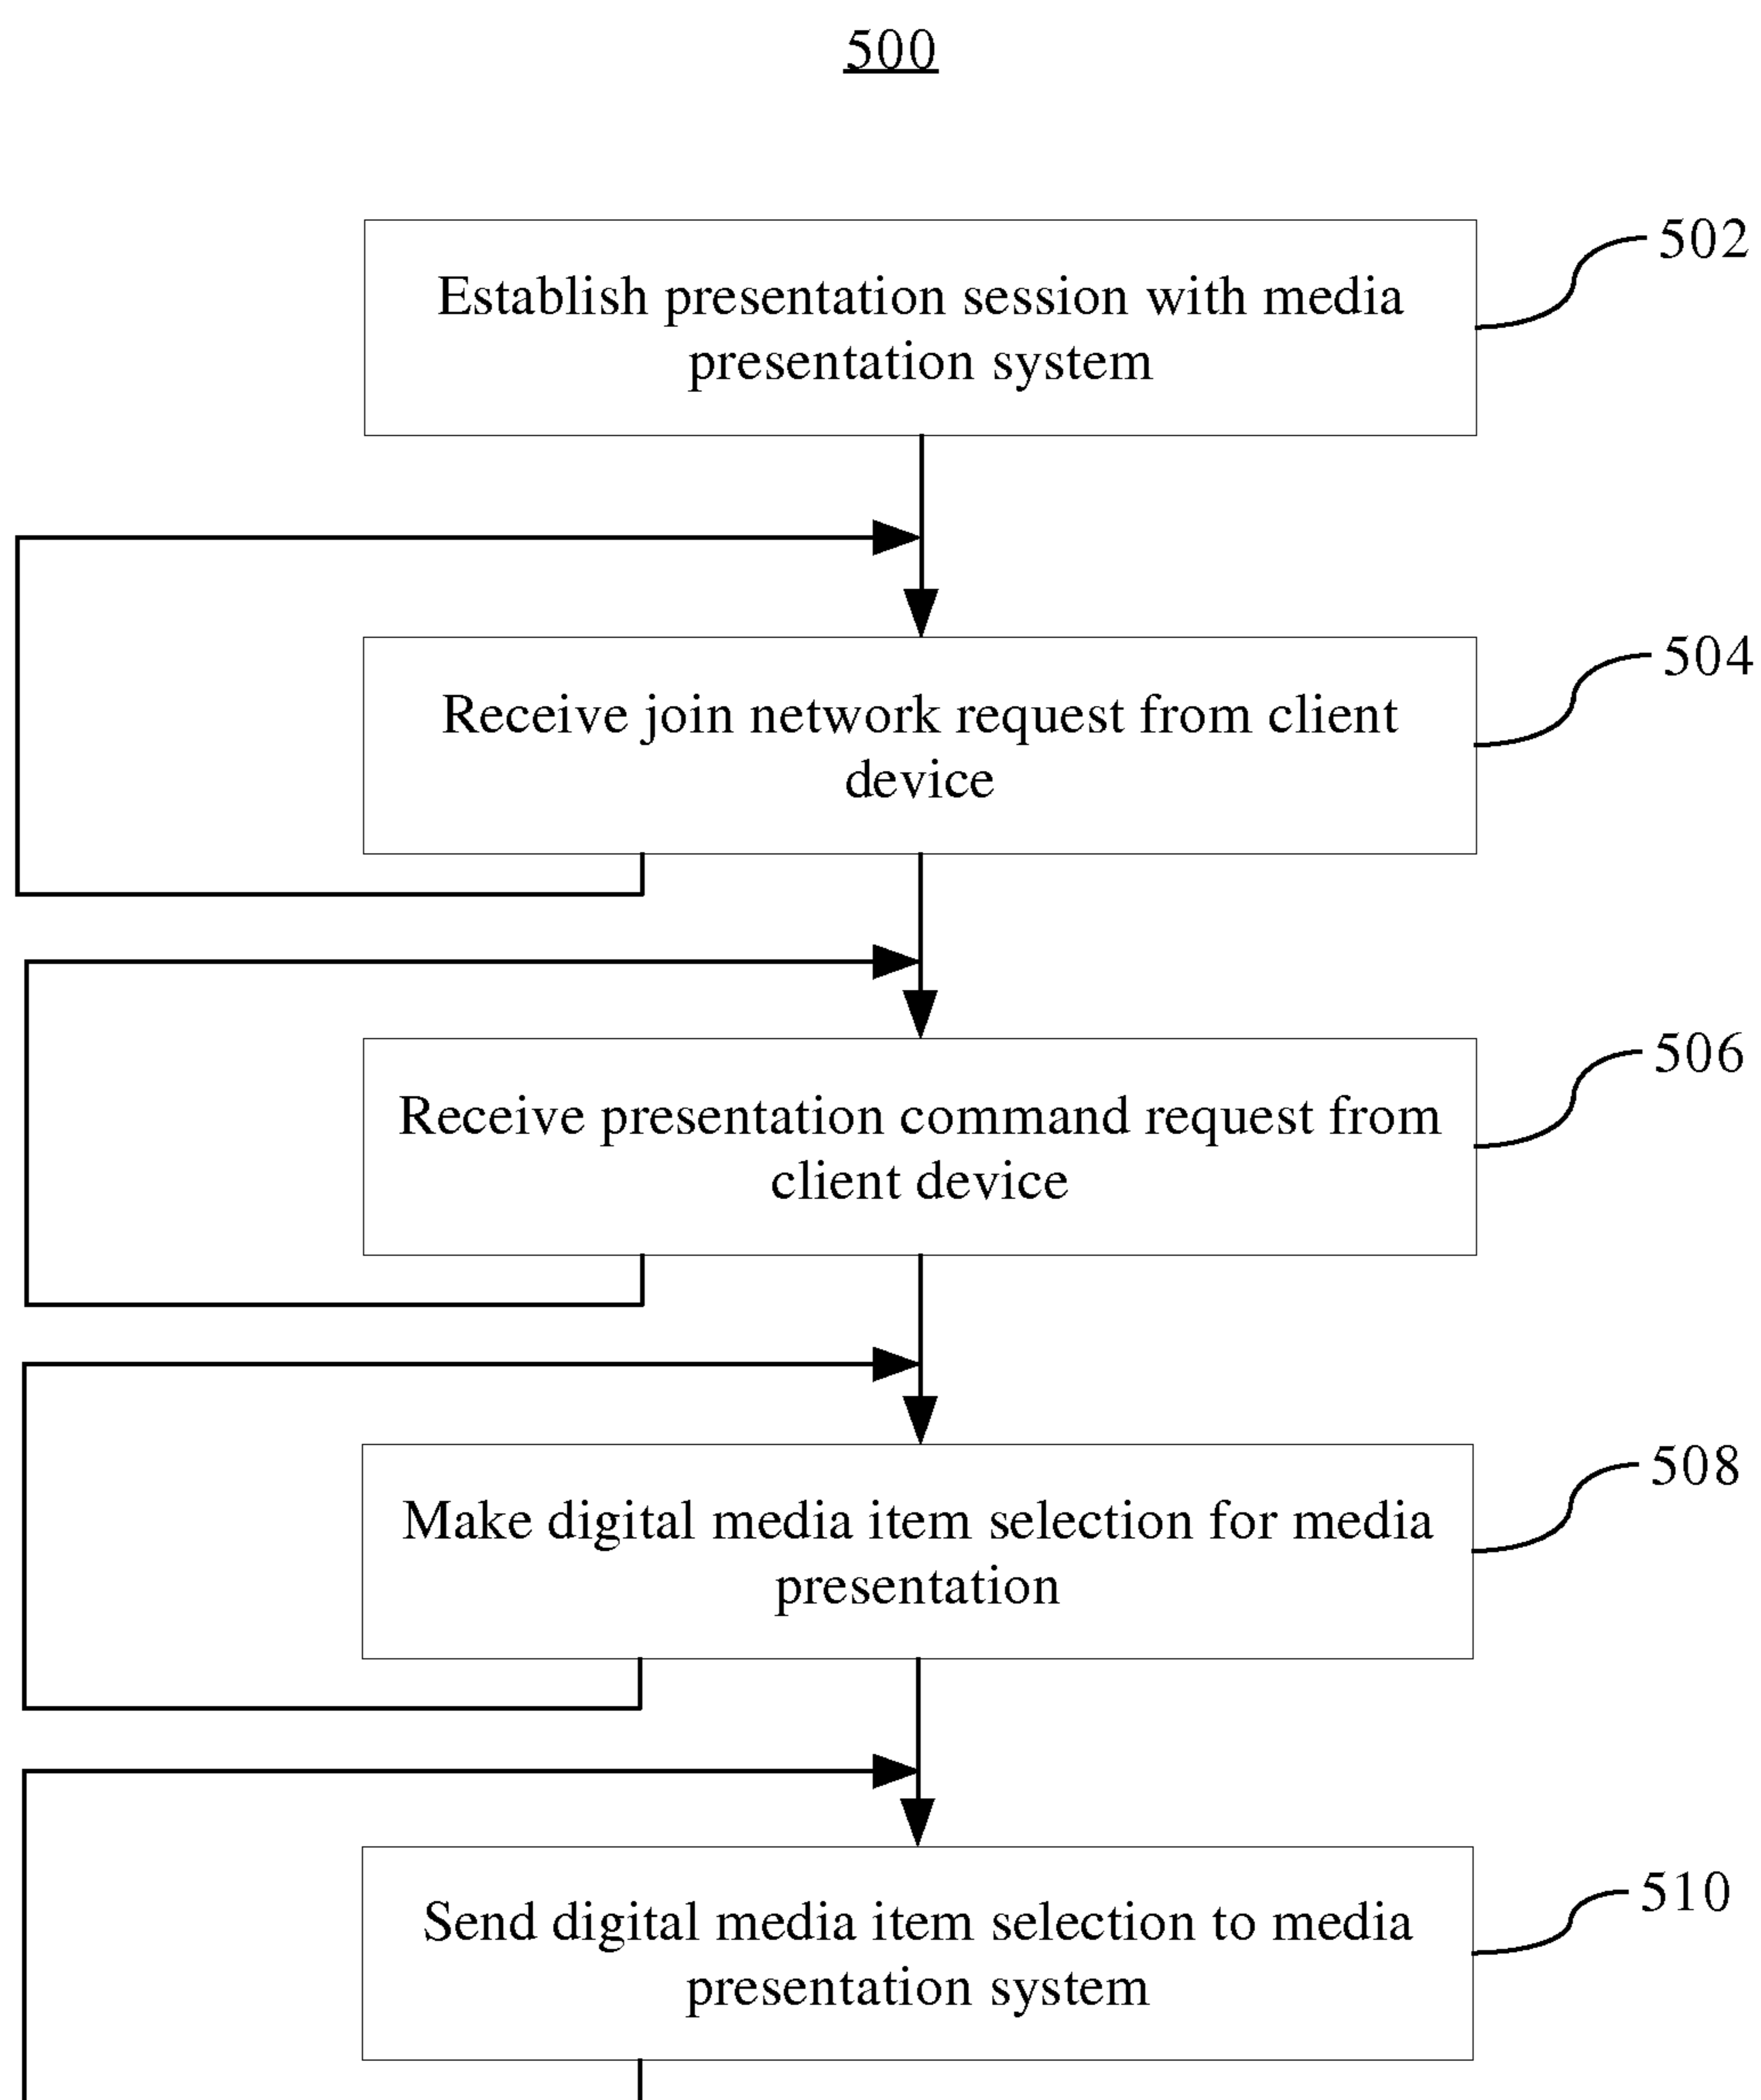 500
Establish presentation session with media
presentation system
502
Receive join network request from client
device
504
Receive presentation command request from
client device
506
Make digital media item selection for media
presentation
508
Send digital media item selection to media
presentation system
510